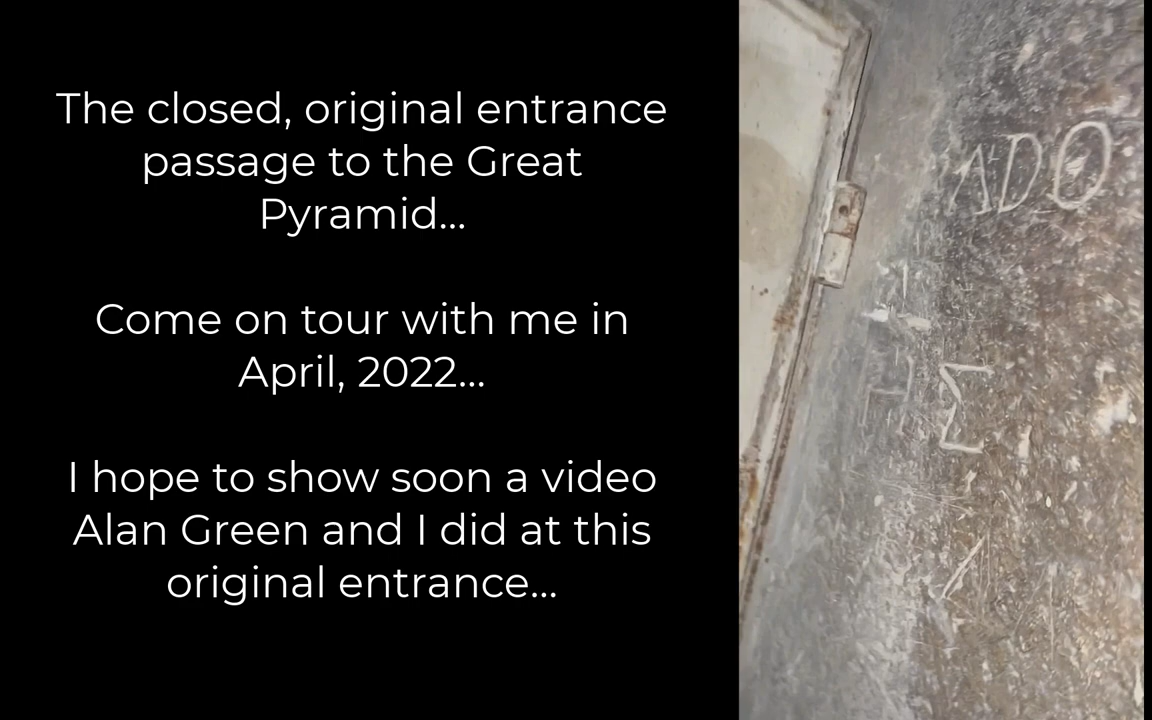 The closed, original entrance
passage to the Great
Pyramid...
Come on tour with me in
April, 2022...
I hope to show soon a video
Alan Green and I did at this
original entrance...
ADO
Σ